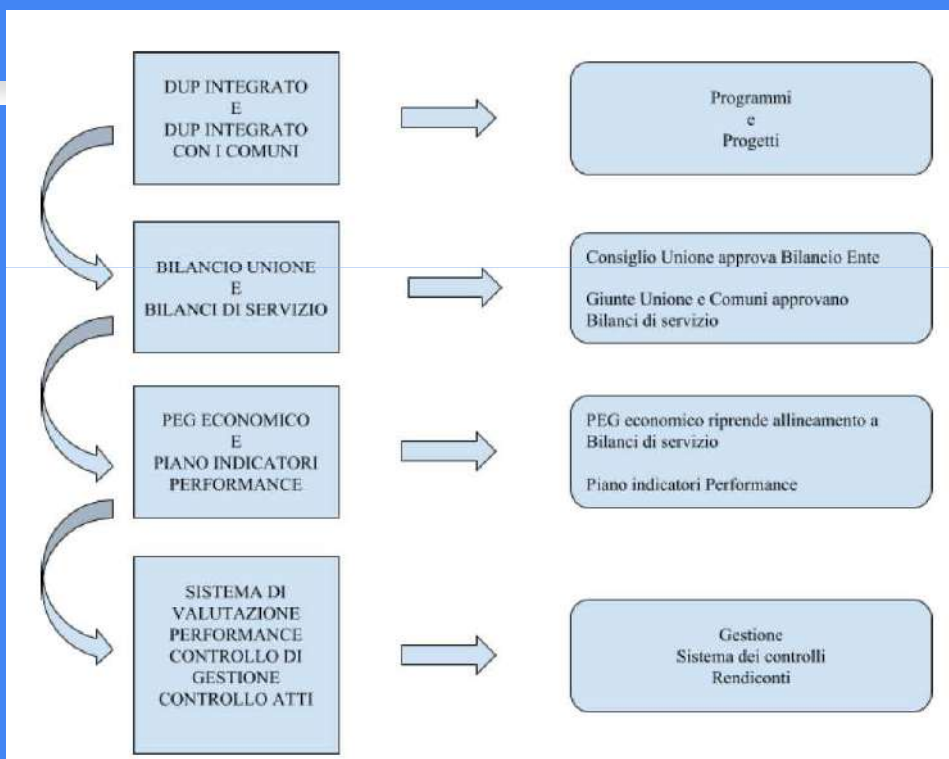 DUP INTEGRATO
E
DUP INTEGRATO
CON I COMUNI
Programmi
e
Progetti
BILANCIO UNIONE
E
BILANCI DI SERVIZIO
Consiglio Unione approva Bilancio Ente
Giunte Unione e Comuni approvano
Bilanci di servizio
PEG ECONOMICO
E
PIANO INDICATORI
PERFORMANCE
PEG economico riprende allineamento a
Bilanci di servizio
Piano indicatori Performance
SISTEMA DI
VALUTAZIONE
PERFORMANCE
CONTROLLO DI
GESTIONE
CONTROLLO ATTI
Gestione
Sistema dei controlli
Rendiconti